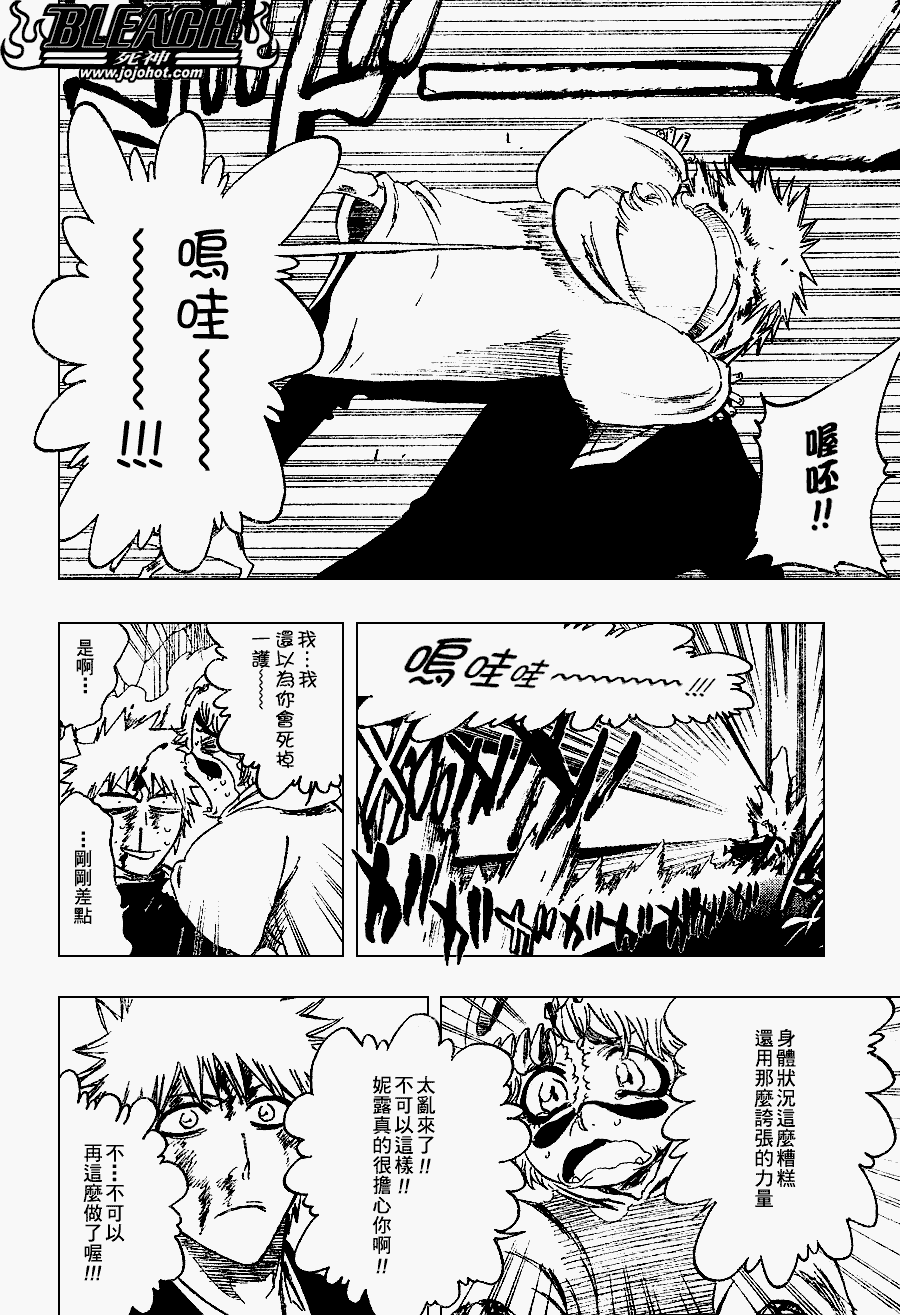 BLEACH
死神
www.jojohot.com
喔呸!!
嗚哇～～～
～～～～!!!
嗚哇哇～～～～!!!
我…我
還以為你會死掉
一護～～～
是啊…
…剛剛差點
身體狀況這麼糟糕
還用那麼誇張的力量
太亂來了!!
不可以這樣!!
妮露真的很擔心你啊!!
不…不可以
再這麼做了喔!!!